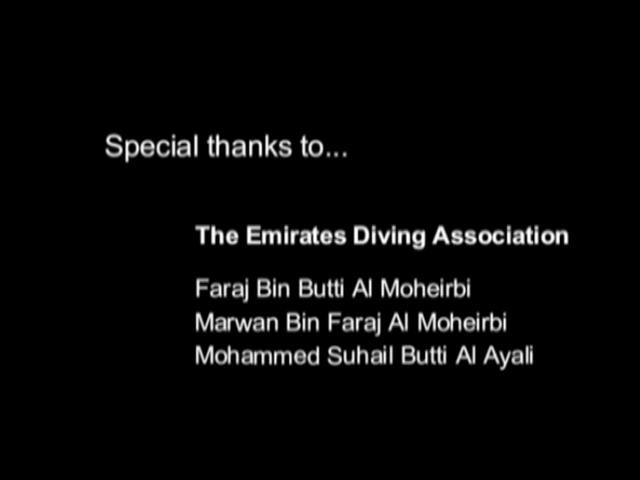 Special thanks to...
The Emirates Diving Association
Faraj Bin Butti Al Moheirbi
Marwan Bin Faraj Al Moheirbi
Mohammed Suhail Butti Al Ayali